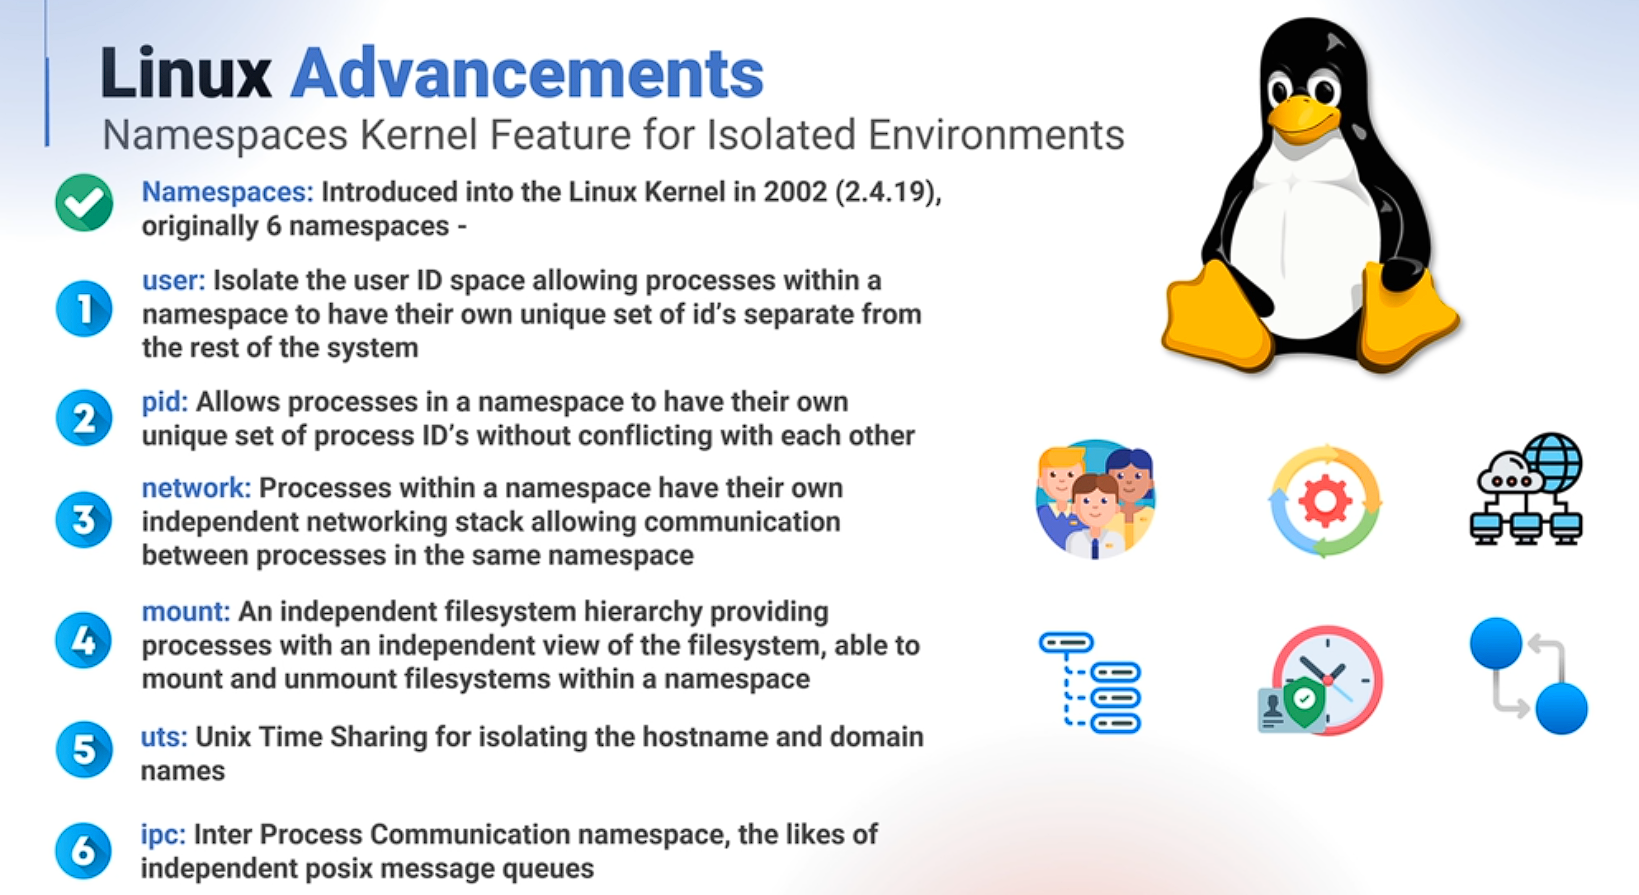 Linux Advancements
Namespaces Kernel Feature for Isolated Environments
Namespaces: Introduced into the Linux Kernel in 2002 (2.4.19),
originally 6 namespaces -
1
user: Isolate the user ID space allowing processes within a
namespace to have their own unique set of id's separate from
the rest of the system
2
pid: Allows processes in a namespace to have their own
unique set of process ID's without conflicting with each other
3
network: Processes within a namespace have their own
independent networking stack allowing communication
between processes in the same namespace
4
mount: An independent filesystem hierarchy providing
processes with an independent view of the filesystem, able to
mount and unmount filesystems within a namespace
5
uts: Unix Time Sharing for isolating the hostname and domain
names
6
ipc: Inter Process Communication namespace, the likes of
independent posix message queues